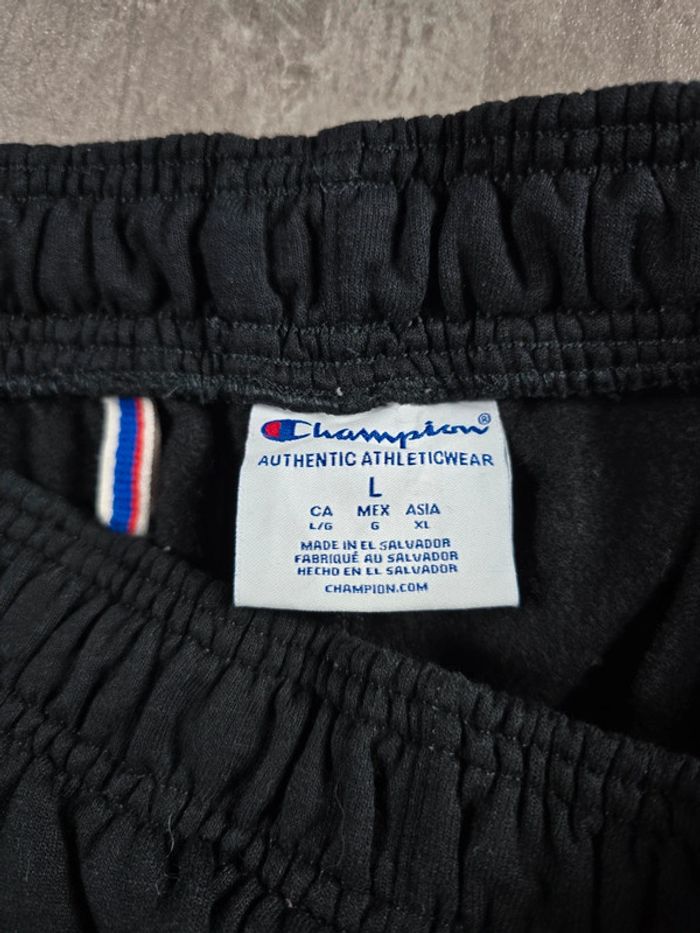 Champion®
AUTHENTIC ATHLETICWEAR
L
CA MEX ASIA
L/G G XL
MADE IN EL SALVADOR
FABRIQUÉ AU SALVADOR
HECHO EN EL SALVADOR
CHAMPION.COM